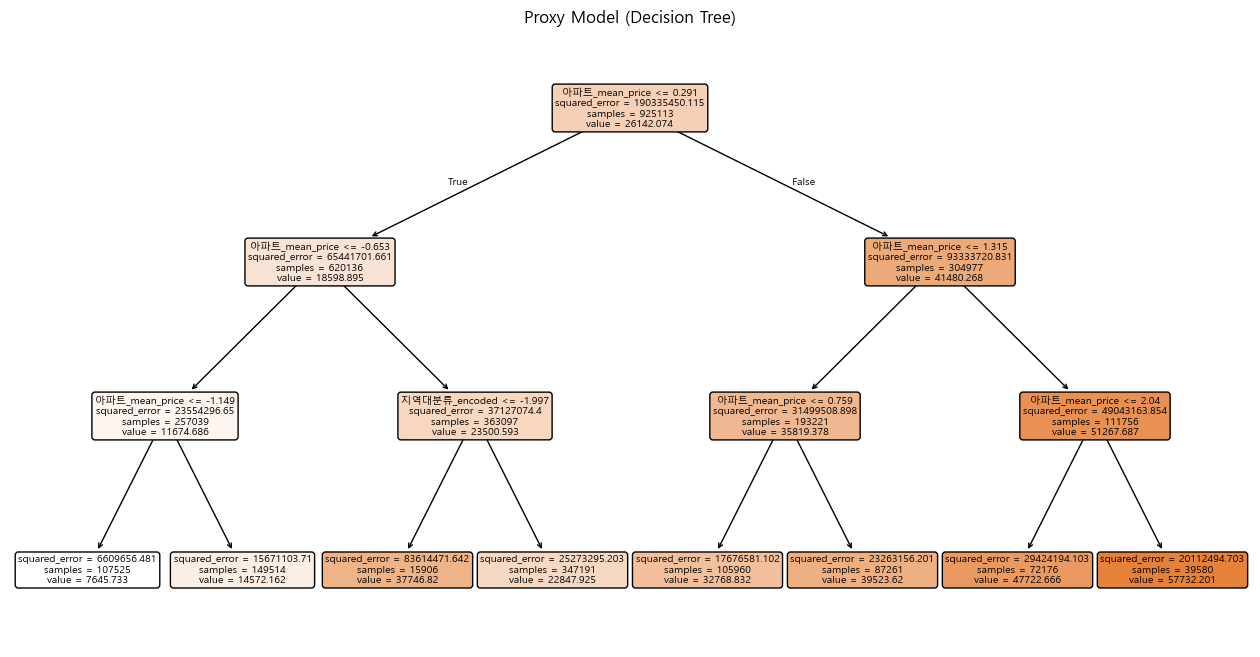 Proxy Model (Decision Tree)
아파트_mean_price <= 0.291
squared_error = 190335450.115
samples = 925113
value = 26142.074
True
False
아파트_mean_price <= -0.653
squared_error = 65441701.661
samples = 620136
value = 18598.895
아파트_mean_price <= 1.315
squared_error = 93333720.831
samples = 304977
value = 41480.268
아파트_mean_price <= -1.149
squared_error = 23554296.65
samples = 257039
value = 11674.686
지역대분류_encoded <= -1.997
squared_error = 37127074.4
samples = 363097
value = 23500.593
아파트_mean_price <= 0.759
squared_error = 31499508.898
samples = 193221
value = 35819.378
아파트_mean_price <= 2.04
squared_error = 49043163.854
samples = 111756
value = 51267.687
squared_error = 6609656.481
samples = 107525
value = 7645.733
squared_error = 15671103.71
samples = 149514
value = 14572.162
squared_error = 83614471.642
samples = 15906
value = 37746.82
squared_error = 25273295.203
samples = 347191
value = 22847.925
squared_error = 17676581.102
samples = 105960
value = 32768.832
squared_error = 23263156.201
samples = 87261
value = 39523.62
squared_error = 29424194.103
samples = 72176
value = 47722.666
squared_error = 20112494.703
samples = 39580
value = 57732.201